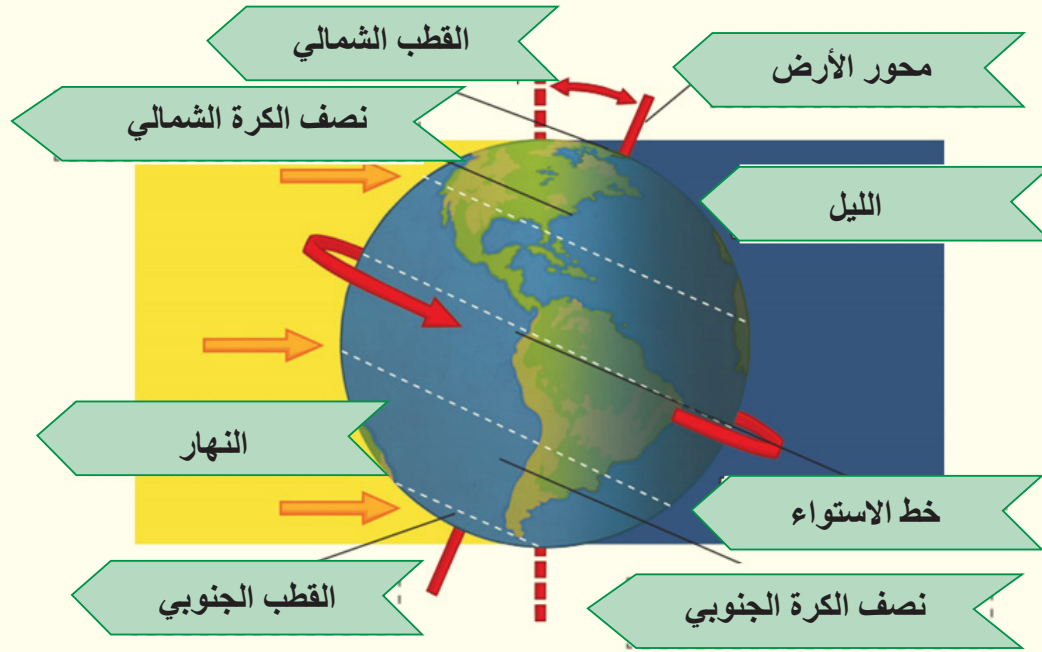 القطب الشمالي
محور الأرض
نصف الكرة الشمالي
الليل
النهار
خط الاستواء
القطب الجنوبي
نصف الكرة الجنوبي